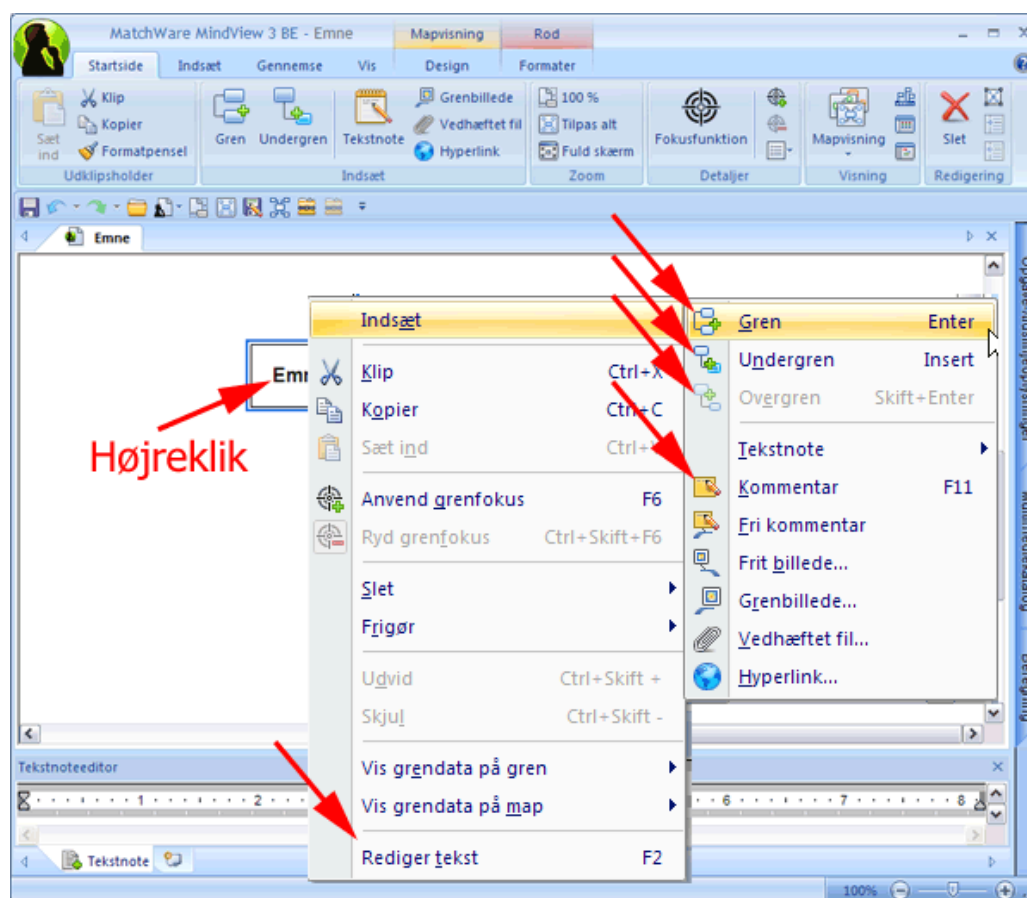 MatchWare MindView 3 BE - Emne
Mapvisning
Rod
Startside Indsæt Gennemse Vis Design Formater
Sæt ind
Klip
Kopier
Formatpensel
Udklipsholder
Gren
Undergren
Tekstnote
Grenbillede
Vedhæftet fil
Hyperlink
Indsæt
100 %
Tilpas alt
Fuld skærm
Zoom
Fokusfunktion
Detaljer
Mapvisning
Visning
Slet
Redigering
Emne
Højreklik
Indsæt
Klip Ctrl+X
Kopier Ctrl+C
Sæt ind
Anvend grenfokus F6
Ryd grenfokus Ctrl+Skift+F6
Slet
Frigør
Udvid Ctrl+Skift +
Skjul Ctrl+Skift -
Vis grendata på gren
Vis grendata på map
Rediger tekst F2
Gren Enter
Undergren Insert
Overgren Skift+Enter
Tekstnote
Kommentar F11
Fri kommentar
Frit billede...
Grenbillede...
Vedhæftet fil...
Hyperlink...
Tekstnoteeditor
1 2 6 7 8
Tekstnote
100%